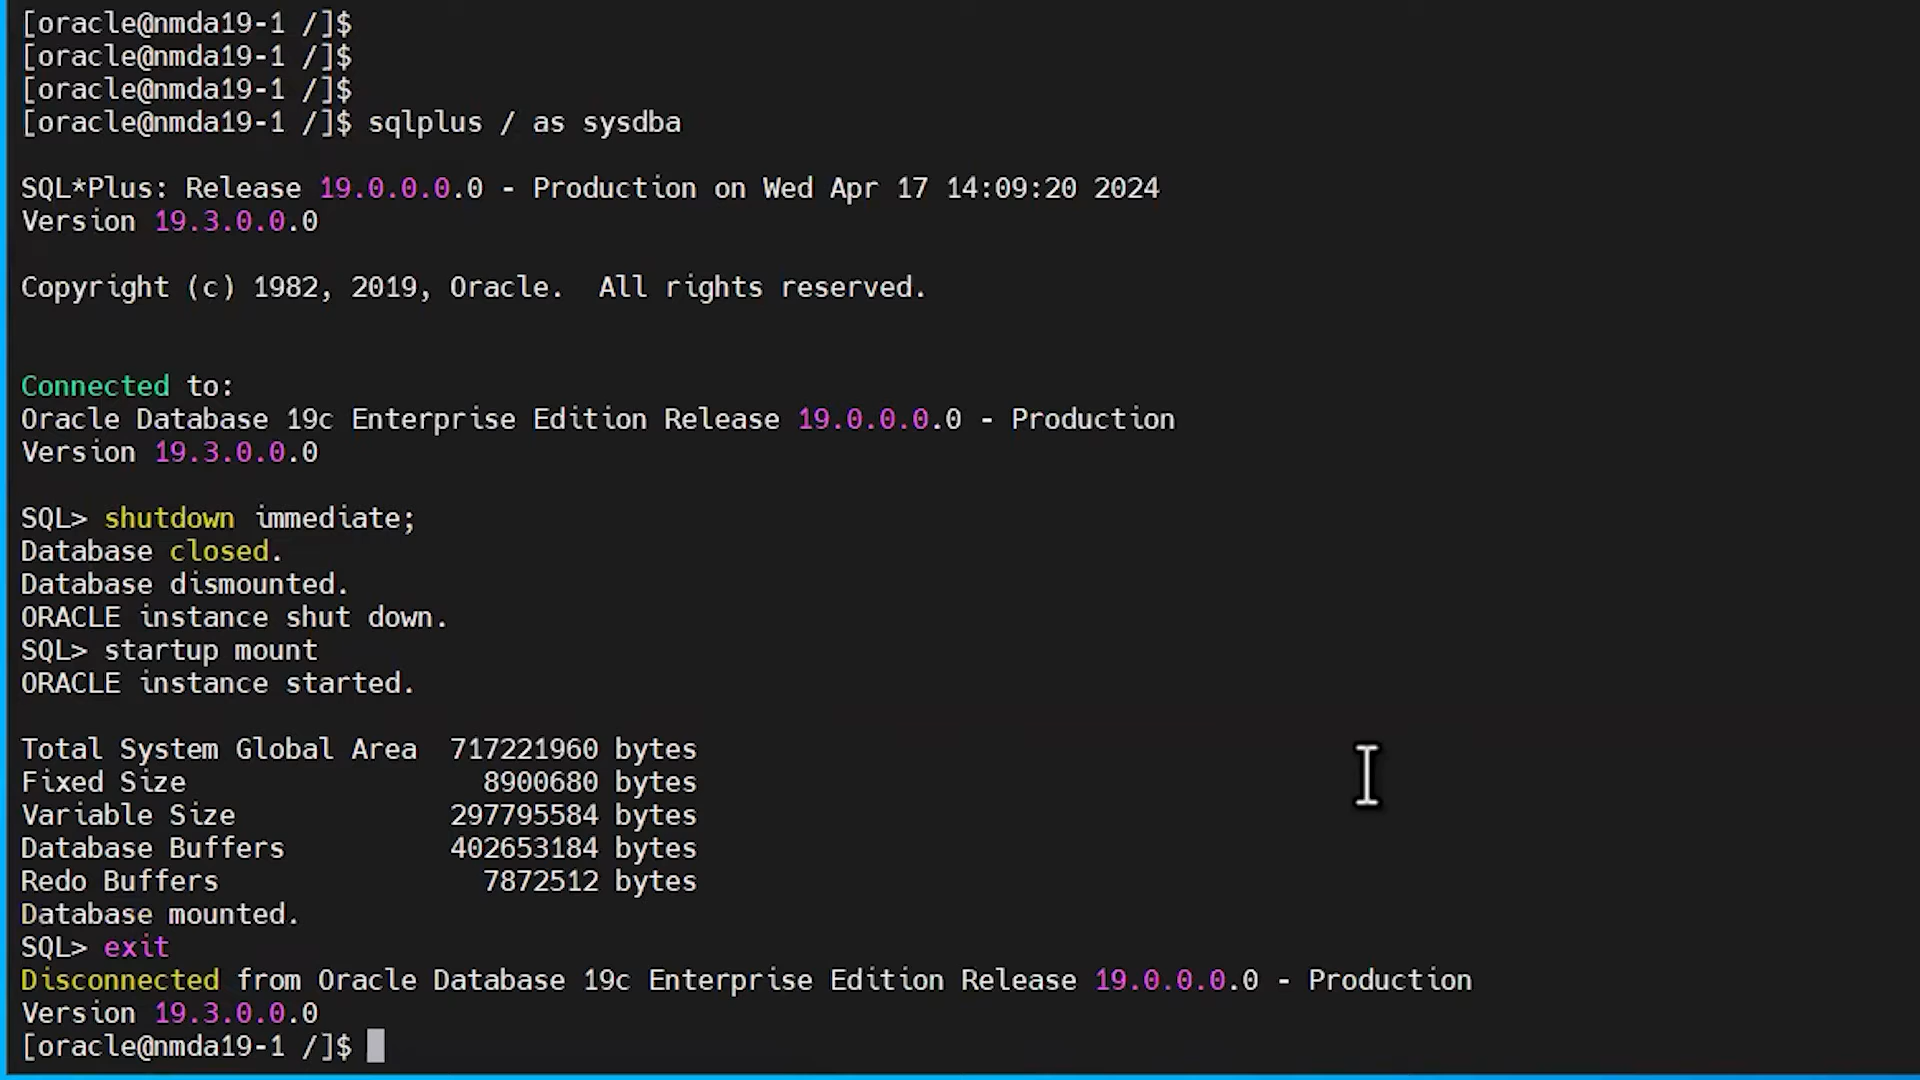 [oracle@nmda19-1 /]$
[oracle@nmda19-1 /]$
[oracle@nmda19-1 /]$
[oracle@nmda19-1 /]$ sqlplus / as sysdba
SQL*Plus: Release 19.0.0.0.0 - Production on Wed Apr 17 14:09:20 2024
Version 19.3.0.0.0
Copyright (c) 1982, 2019, Oracle.  All rights reserved.
Connected to:
Oracle Database 19c Enterprise Edition Release 19.0.0.0.0 - Production
Version 19.3.0.0.0
SQL> shutdown immediate;
Database closed.
Database dismounted.
ORACLE instance shut down.
SQL> startup mount
ORACLE instance started.
Total System Global Area  717221960 bytes
Fixed Size                  8900680 bytes
Variable Size             297795584 bytes
Database Buffers          402653184 bytes
Redo Buffers                7872512 bytes
Database mounted.
SQL> exit
Disconnected from Oracle Database 19c Enterprise Edition Release 19.0.0.0.0 - Production
Version 19.3.0.0.0
[oracle@nmda19-1 /]$